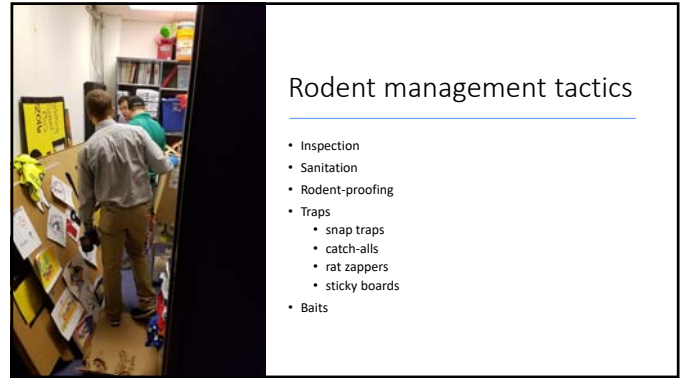 Rodent management tactics
• Inspection
• Sanitation
• Rodent-proofing
• Traps
• snap traps
• catch-alls
• rat zappers
• sticky boards
• Baits